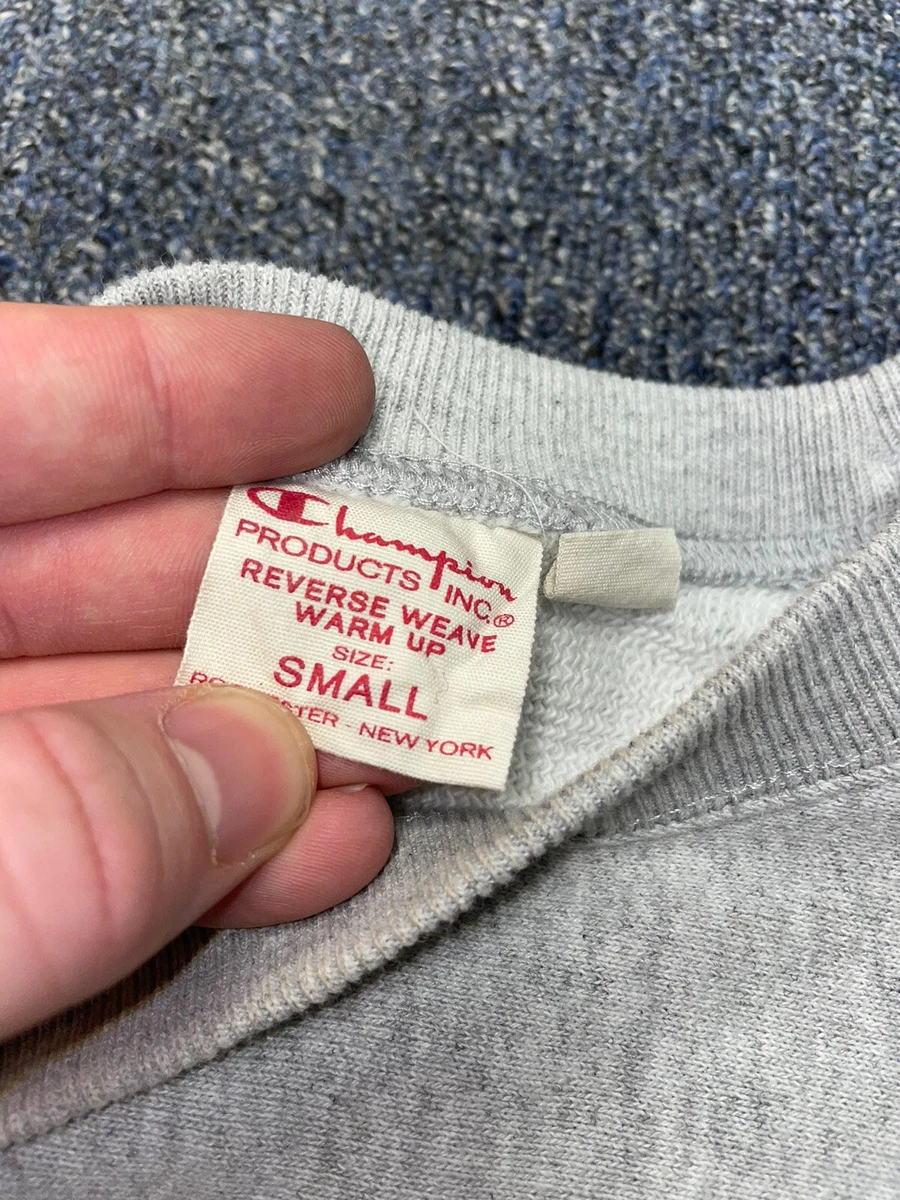 Champion
PRODUCTS INC.®
REVERSE WEAVE
WARM UP
SIZE:
SMALL
NEW YORK